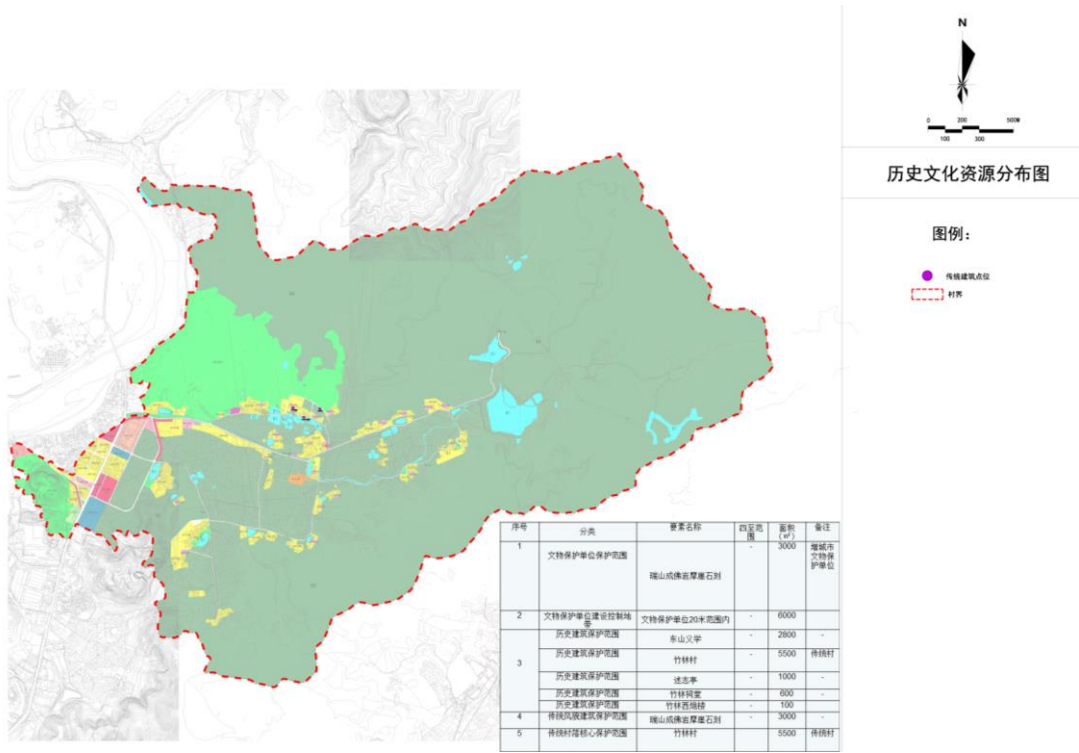 N
0 200 500M
100 300
历史文化资源分布图
图例:
传统建筑点位
村界
序号 分类 要素名称 四至范围 面积(㎡) 备注
1 文物保护单位保护范围 瑞山成佛岩摩崖石刻 - 3000 增城市文物保护单位
2 文物保护单位建设控制地带 文物保护单位20米范围内 - 6000
3 历史建筑保护范围 东山义学 - 2800 -
历史建筑保护范围 竹林村 - 5500 传统村
历史建筑保护范围 述志亭 - 1000 -
历史建筑保护范围 竹林祠堂 - 600 -
历史建筑保护范围 竹林西烟楼 - 100
4 传统风貌建筑保护范围 瑞山成佛岩摩崖石刻 - 3000 -
5 传统村落核心保护范围 竹林村 - 5500 传统村